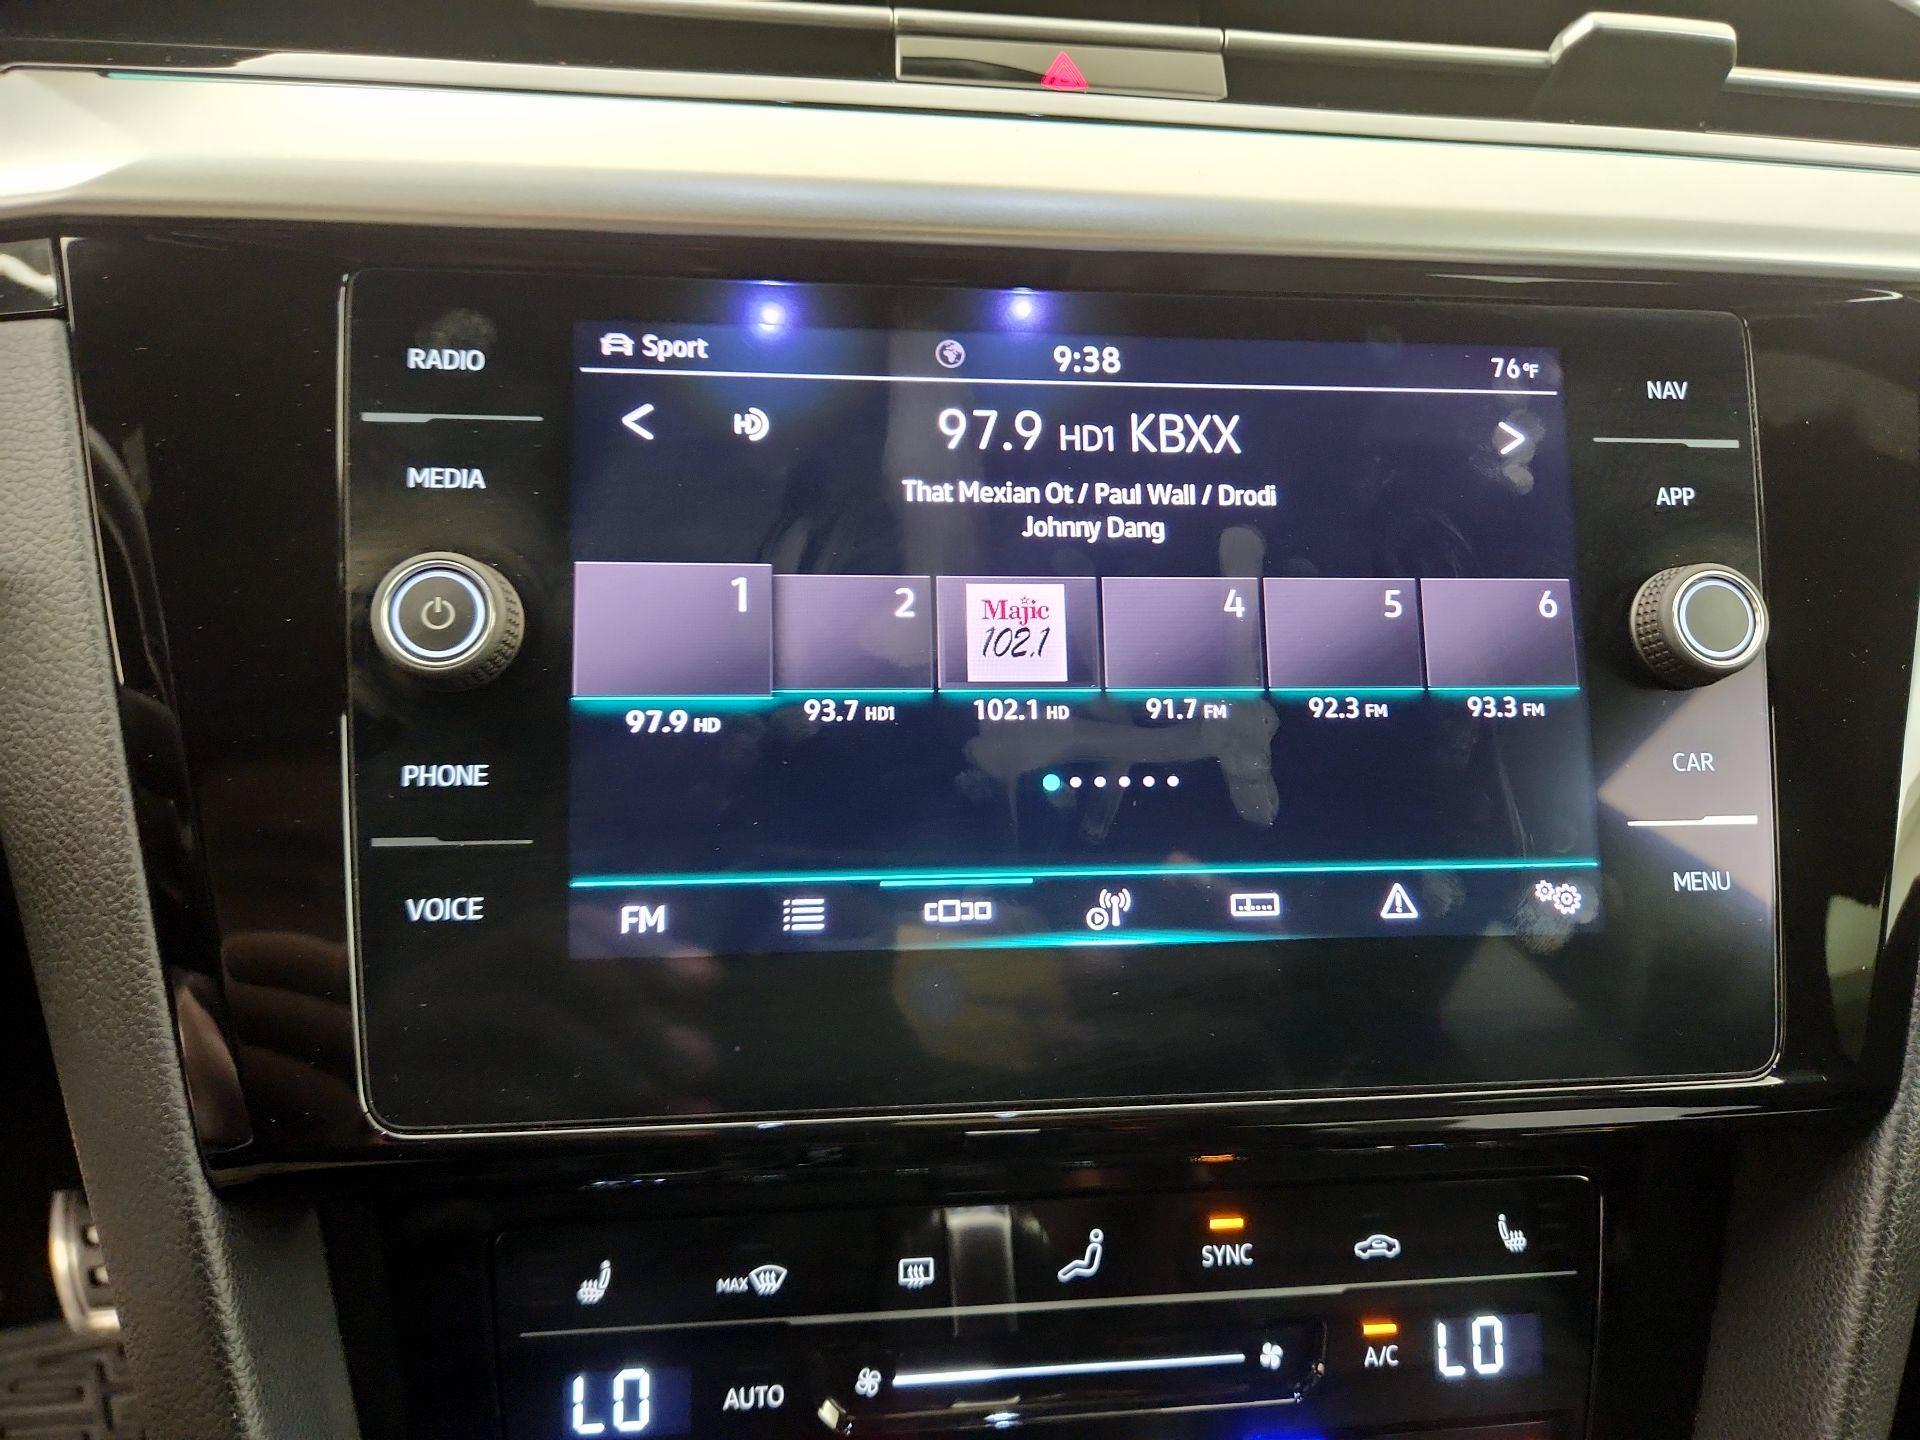 Sport
9:38
76°F
RADIO
MEDIA
PHONE
VOICE
NAV
APP
CAR
MENU
HD
97.9 HD1 KBXX
That Mexian Ot / Paul Wall / Drodi
Johnny Dang
1
2
Majic
102.1
4
5
6
97.9 HD
93.7 HD1
102.1 HD
91.7 FM
92.3 FM
93.3 FM
FM
MAX
SYNC
LO
AUTO
A/C
LO